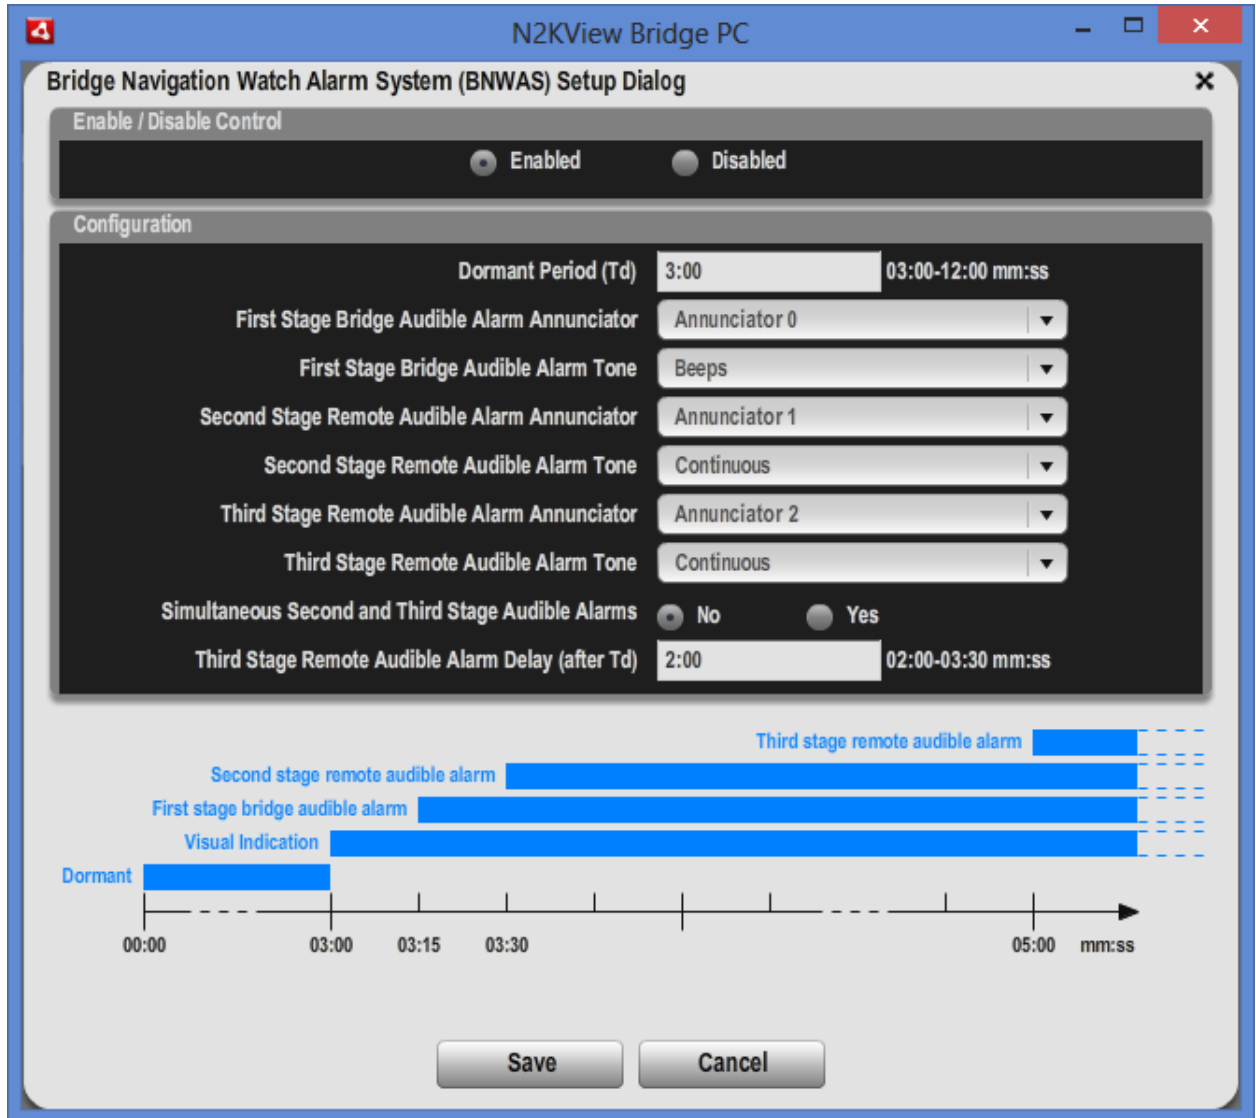 N2KView Bridge PC
Bridge Navigation Watch Alarm System (BNWAS) Setup Dialog
Enable / Disable Control
Enabled Disabled
Configuration
Dormant Period (Td) 3:00 03:00-12:00 mm:ss
First Stage Bridge Audible Alarm Annunciator Annunciator 0
First Stage Bridge Audible Alarm Tone Beeps
Second Stage Remote Audible Alarm Annunciator Annunciator 1
Second Stage Remote Audible Alarm Tone Continuous
Third Stage Remote Audible Alarm Annunciator Annunciator 2
Third Stage Remote Audible Alarm Tone Continuous
Simultaneous Second and Third Stage Audible Alarms No Yes
Third Stage Remote Audible Alarm Delay (after Td) 2:00 02:00-03:30 mm:ss
Third stage remote audible alarm
Second stage remote audible alarm
First stage bridge audible alarm
Visual Indication
Dormant
00:00 03:00 03:15 03:30 05:00 mm:ss
Save Cancel